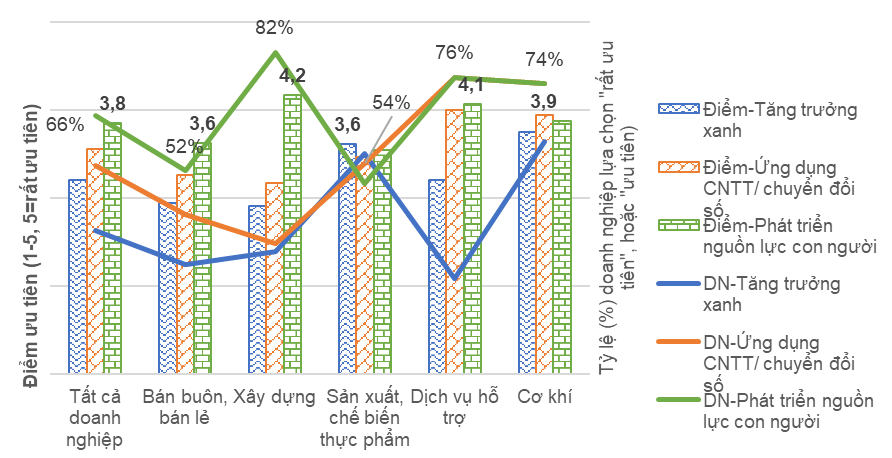 82%
76%
74%
66%
3,8
52%
3,6
4,2
3,6
54%
4,1
3,9
Điểm ưu tiên (1-5, 5=rất ưu tiên)
Tỷ lệ (%) doanh nghiệp lựa chọn "rất ưu
tiên", hoặc "ưu tiên"
Tất cả
doanh
nghiệp
Bán buôn,
bán lẻ
Xây dựng
Sản xuất,
chế biến
thực phẩm
Dịch vụ hỗ
trợ
Cơ khí
Điểm-Tăng trưởng
xanh
Điểm-Ứng dụng
CNTT/ chuyển đổi
số
Điểm-Phát triển
nguồn lực con người
DN-Tăng trưởng
xanh
DN-Ứng dụng
CNTT/ chuyển đổi
số
DN-Phát triển nguồn
lực con người